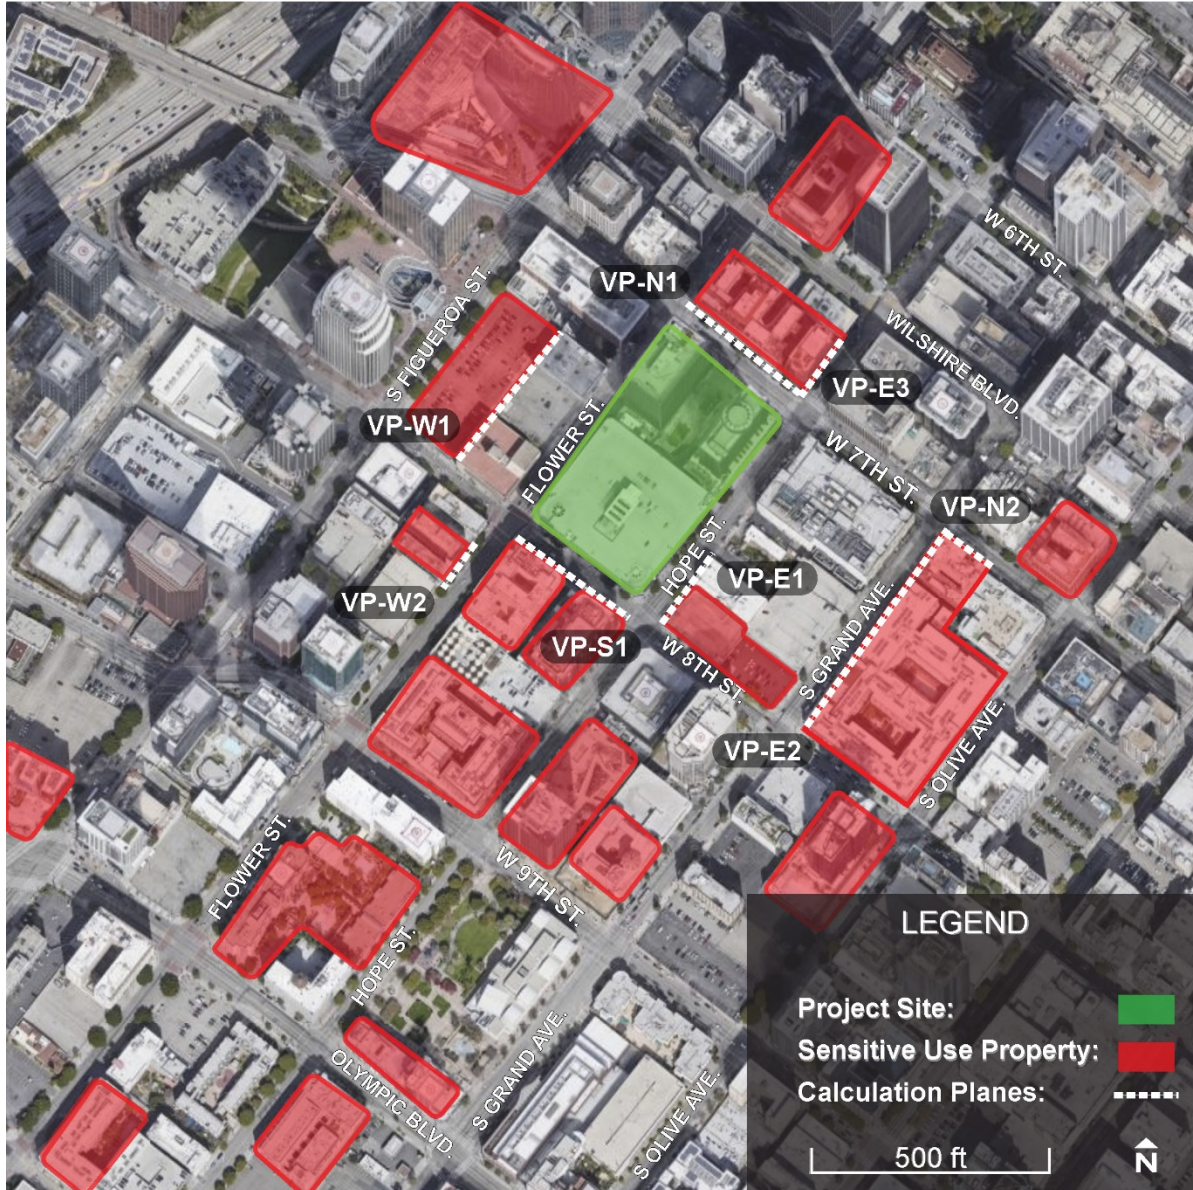 W 6TH ST.
VP-N1
S FIGUEROA ST.
WILSHIRE BLVD.
VP-E3
VP-W1
FLOWER ST.
W 7TH ST.
VP-N2
HOPE ST.
VP-E1
VP-W2
S GRAND AVE.
VP-S1
W 8TH ST.
VP-E2
S OLIVE AVE.
FLOWER ST.
W 9TH ST.
HOPE ST.
OLYMPIC BLVD.
S GRAND AVE.
S OLIVE AVE.
LEGEND
Project Site:
Sensitive Use Property:
Calculation Planes:
500 ft
N